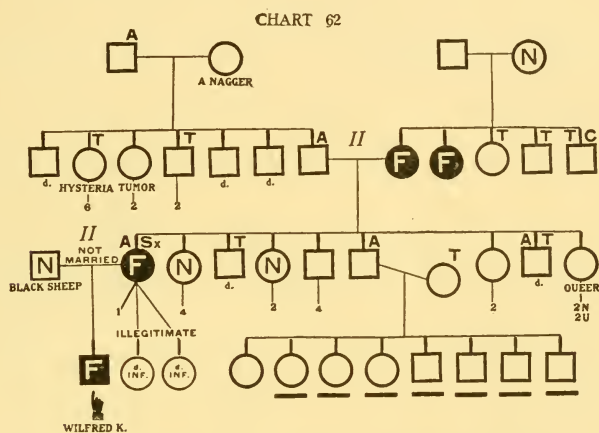 CHART 62
A
N
A NAGGER
A II
T T T T T C
F F
d. HYSTERIA TUMOR d. d.
6 2 2
II
NOT MARRIED
A Sx T A T A T
N F N N
BLACK SHEEP d. d. QUEER
1 4 2 4 2 2N
2U
ILLEGITIMATE
F d. INF. d. INF.
WILFRED K.